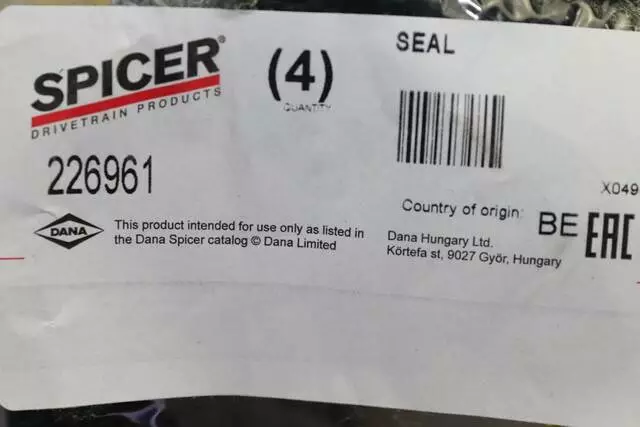 SPICER®
DRIVETRAIN PRODUCTS
(4)
QUANTITY
SEAL
226961
X049
Country of origin: BE
EAC
DANA
This product intended for use only as listed in
the Dana Spicer catalog © Dana Limited
Dana Hungary Ltd.
Körtefa st, 9027 Györ, Hungary